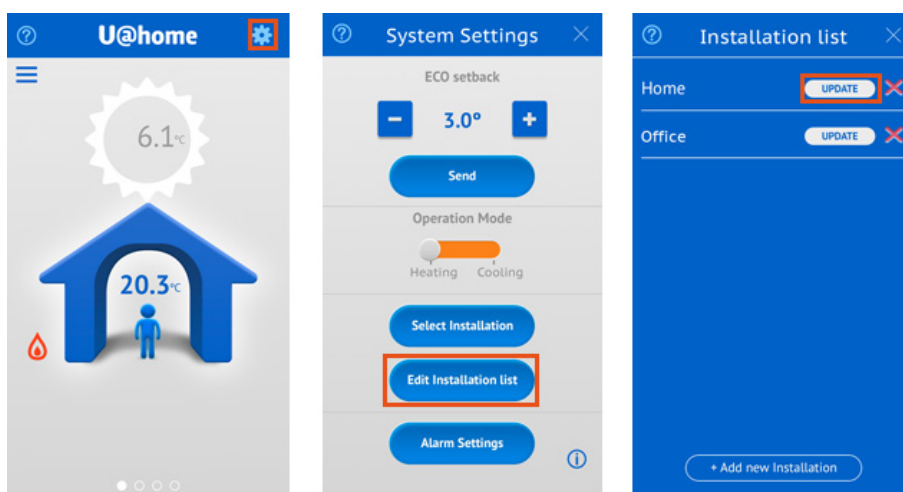 U@home
6.1°C
20.3°C
System Settings
ECO setback
3.0°
Send
Operation Mode
Heating Cooling
Select Installation
Edit Installation list
Alarm Settings
Installation list
Home UPDATE
Office UPDATE
+ Add new Installation